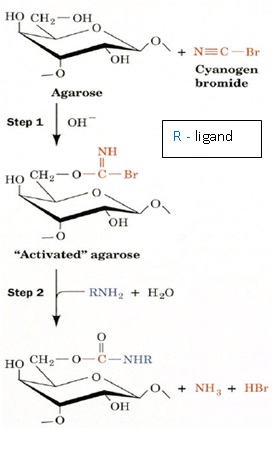 HO CH₂—OH
O
O
OH
—O
+ N≡C—Br
Cyanogen
bromide
Agarose
Step 1
OH⁻
R - ligand
NH
||
HO CH₂—O—C—Br
O
O
OH
—O
“Activated” agarose
Step 2
RNH₂ + H₂O
O
||
HO CH₂—O—C—NHR
O
O
OH
—O
+ NH₃ + HBr